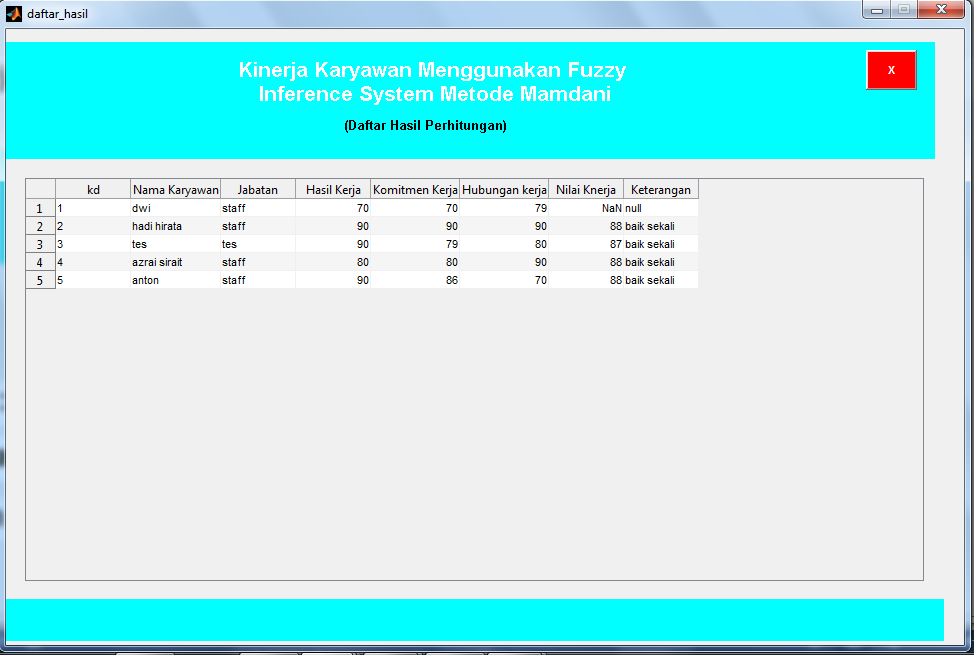 daftar_hasil
Kinerja Karyawan Menggunakan Fuzzy
Inference System Metode Mamdani
X
(Daftar Hasil Perhitungan)
kd Nama Karyawan Jabatan Hasil Kerja Komitmen Kerja Hubungan kerja Nilai Knerja Keterangan
1 1 dwi staff 70 70 79 NaN null
2 2 hadi hirata staff 90 90 90 88 baik sekali
3 3 tes tes 90 79 80 87 baik sekali
4 4 azrai sirait staff 80 80 90 88 baik sekali
5 5 anton staff 90 86 70 88 baik sekali